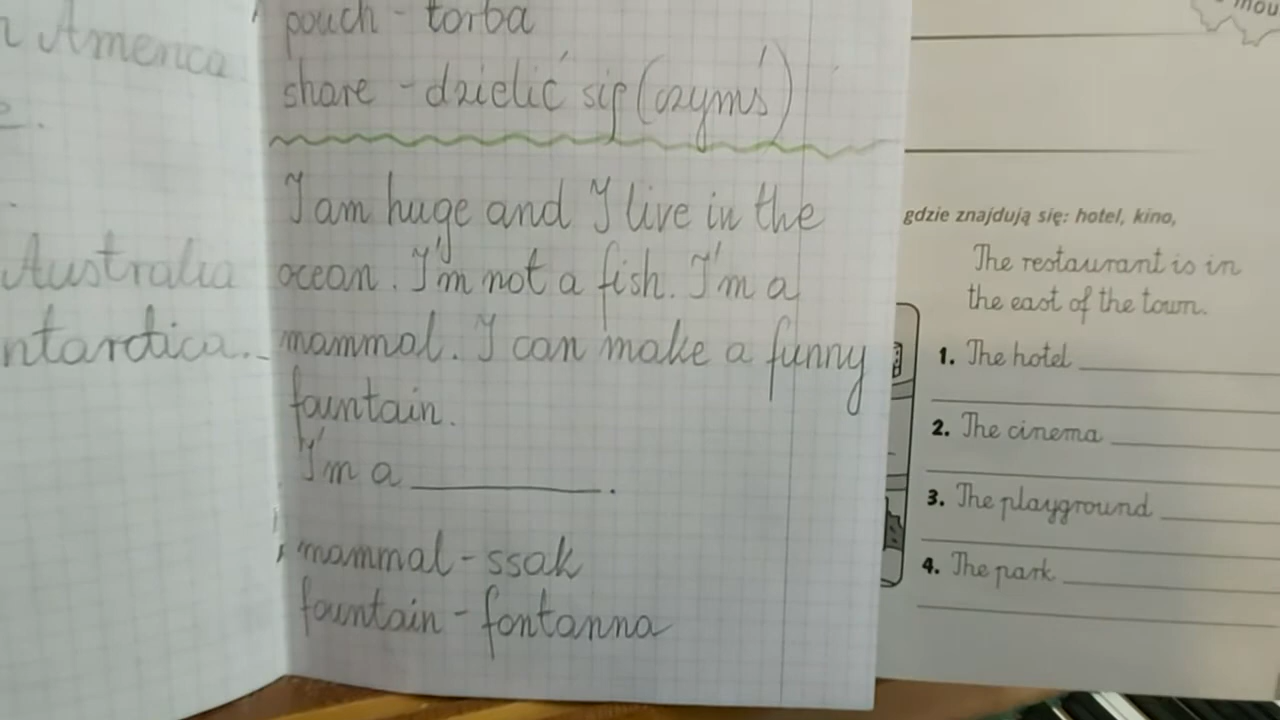 America
Australia
ntarctica.
pouch - torba
share - dzielić się (czymś)
I am huge and I live in the
ocean. I'm not a fish. I'm a
mammal. I can make a funny
fountain.
I'm a __________.
mammal - ssak
fountain - fontanna
mou
gdzie znajdują się: hotel, kino,
The restaurant is in
the east of the town.
1. The hotel
2. The cinema
3. The playground
4. The park